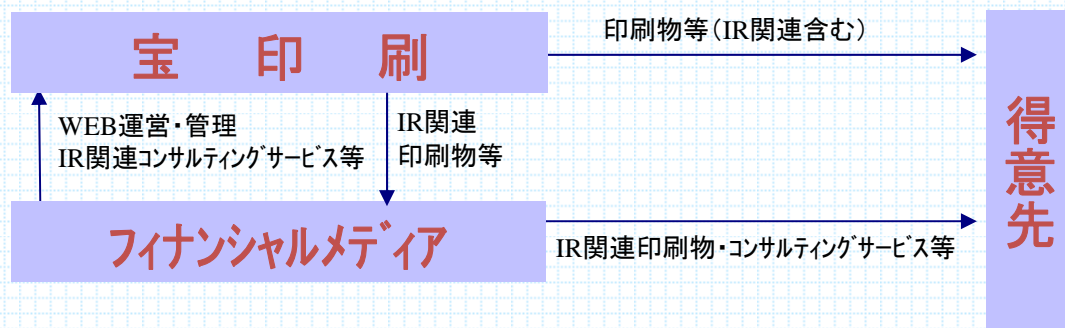 宝印刷
印刷物等(IR関連含む)
WEB運営・管理
IR関連コンサルティングサービス等
IR関連
印刷物等
フィナンシャルメディア
IR関連印刷物・コンサルティングサービス等
得意先